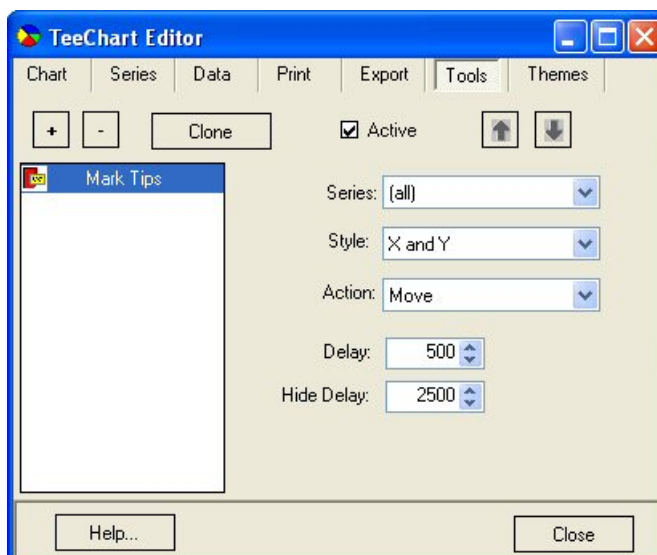 TeeChart Editor
Chart Series Data Print Export Tools Themes
+ - Clone Active
Mark Tips
Series: (all)
Style: X and Y
Action: Move
Delay: 500
Hide Delay: 2500
Help... Close